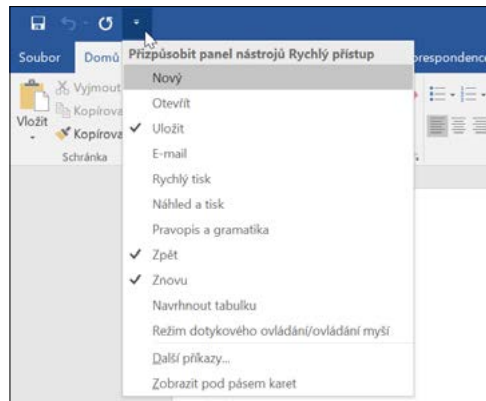 Soubor
Domů
Přizpůsobit panel nástrojů Rychlý přístup
orespondence
Nový
Vyjmout
Otevřít
Kopírova
Vložit
Kopírova
Schránka
Uložit
E-mail
Rychlý tisk
Náhled a tisk
Pravopis a gramatika
Zpět
Znovu
Navrhnout tabulku
Režim dotykového ovládání/ovládání myší
Další příkazy...
Zobrazit pod pásem karet